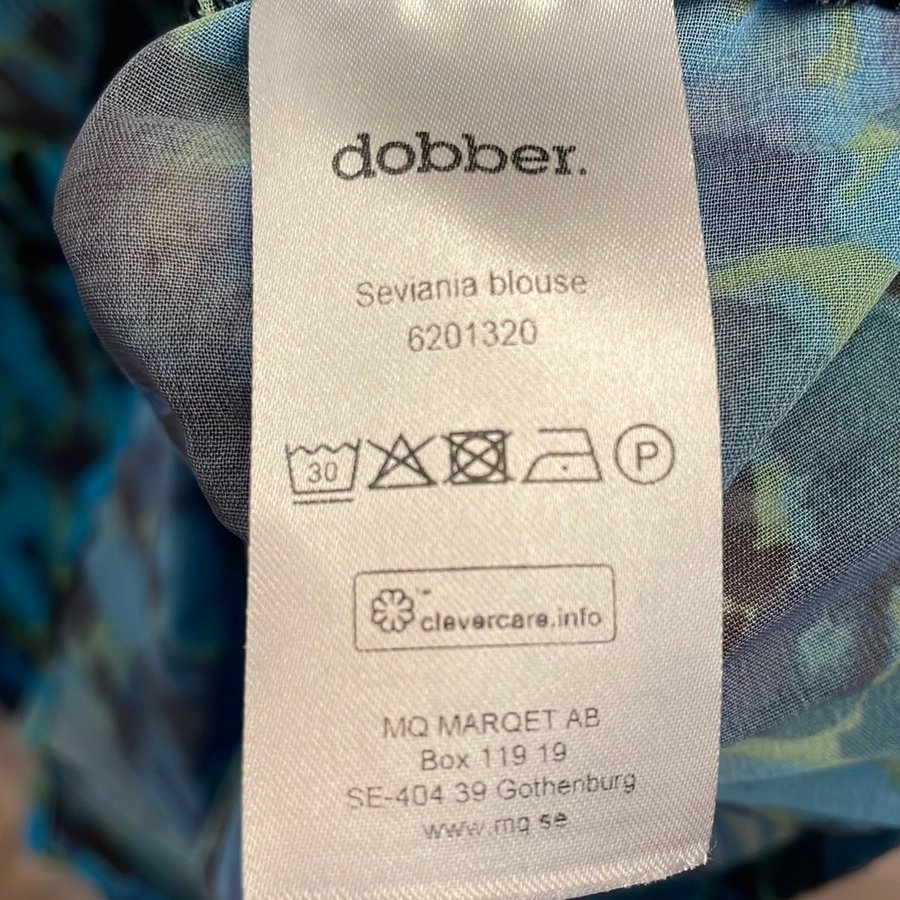 dobber.
Seviania blouse
6201320
30 P
clevercare.info
MQ MARQET AB
Box 119 19
SE-404 39 Gothenburg
www.mq.se